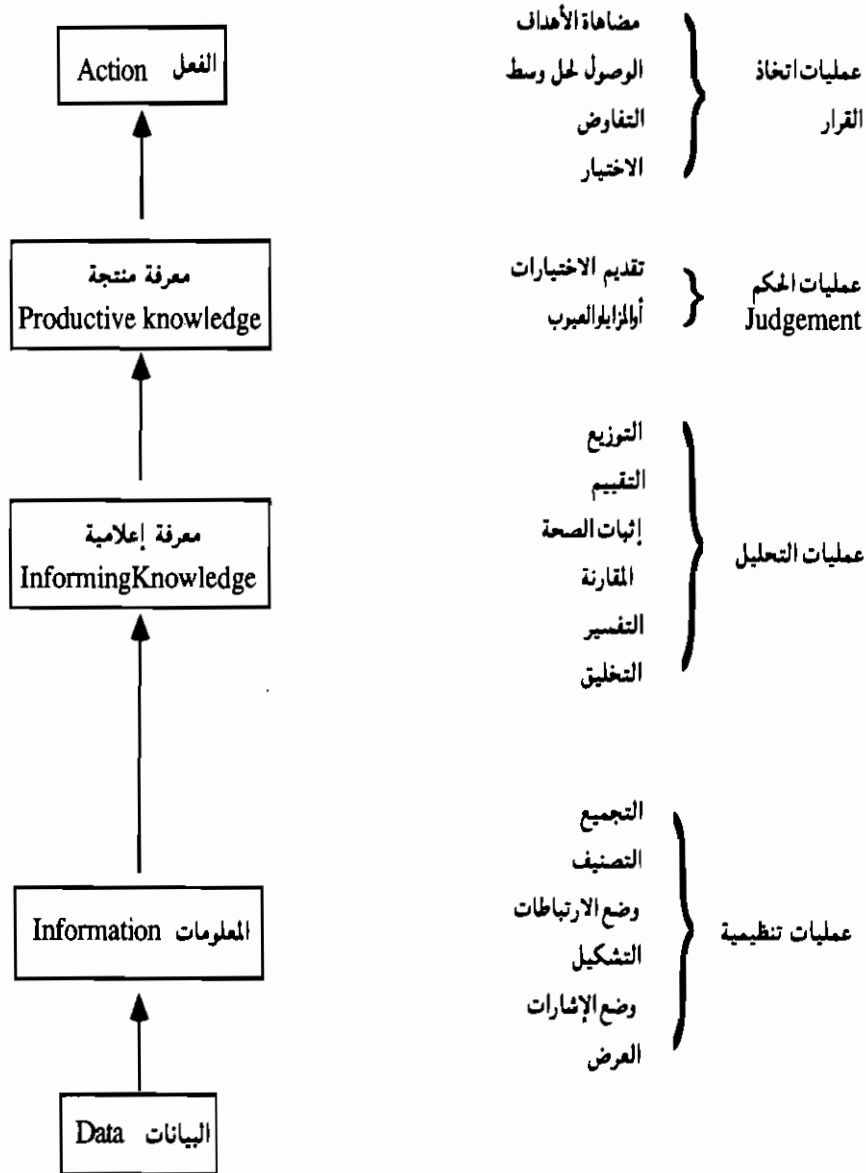 مضاهاة الأهداف
الوصول لحل وسط
التفاوض
الاختيار
عمليات اتخاذ
القرار
الفعل Action
تقديم الاختيارات
أوالمزاياوالعيوب
عمليات الحكم
Judgement
معرفة منتجة
Productive knowledge
التوزيع
التقييم
إثبات الصحة
المقارنة
التفسير
التخليق
عمليات التحليل
معرفة إعلامية
InformingKnowledge
التجميع
التصنيف
وضع الارتباطات
التشكيل
وضع الإشارات
العرض
عمليات تنظيمية
المعلومات Information
البيانات Data